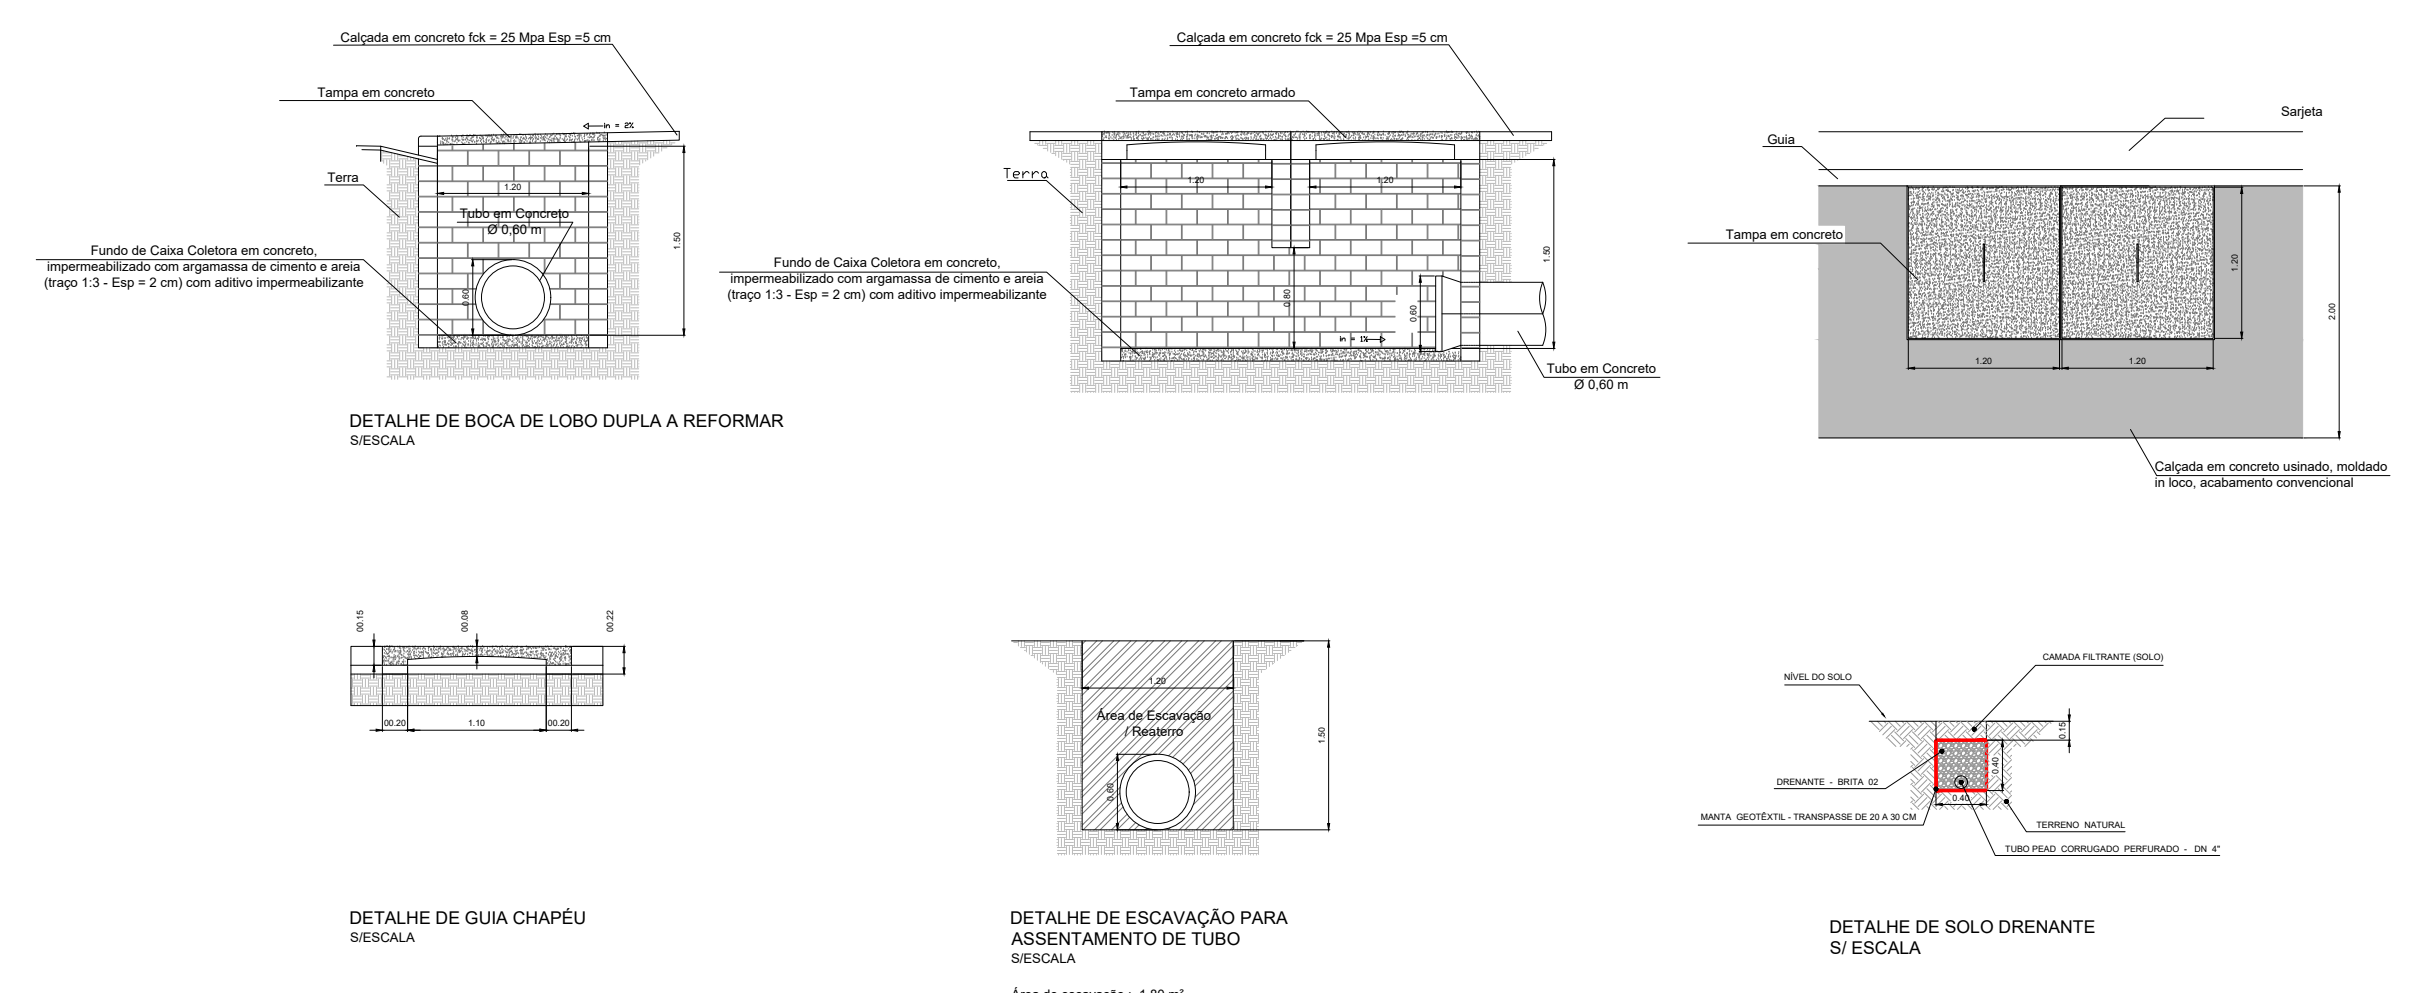 Calçada em concreto fck = 25 Mpa Esp =5 cm
Tampa em concreto
in = 2%
Terra
1.20
Tubo em Concreto
Ø 0,60 m
1.50
0.60
Fundo de Caixa Coletora em concreto,
impermeabilizado com argamassa de cimento e areia
(traço 1:3 - Esp = 2 cm) com aditivo impermeabilizante
DETALHE DE BOCA DE LOBO DUPLA A REFORMAR
S/ESCALA
Calçada em concreto fck = 25 Mpa Esp =5 cm
Tampa em concreto armado
Terra
1.20
1.20
1.50
0.80
0.60
in = 1%
Fundo de Caixa Coletora em concreto,
impermeabilizado com argamassa de cimento e areia
(traço 1:3 - Esp = 2 cm) com aditivo impermeabilizante
Tubo em Concreto
Ø 0,60 m
Sarjeta
Guia
Tampa em concreto
1.20
2.00
1.20
1.20
Calçada em concreto usinado, moldado
in loco, acabamento convencional
00.15
00.08
00.22
00.20
1.10
00.20
DETALHE DE GUIA CHAPÉU
S/ESCALA
1.20
Área de Escavação
/ Reaterro
1.50
0.60
DETALHE DE ESCAVAÇÃO PARA
ASSENTAMENTO DE TUBO
S/ESCALA
CAMADA FILTRANTE (SOLO)
NÍVEL DO SOLO
0.15
0.40
DRENANTE - BRITA 02
0.40
MANTA GEOTÊXTIL - TRANSPASSE DE 20 A 30 CM
TERRENO NATURAL
TUBO PEAD CORRUGADO PERFURADO - DN 4"
DETALHE DE SOLO DRENANTE
S/ ESCALA